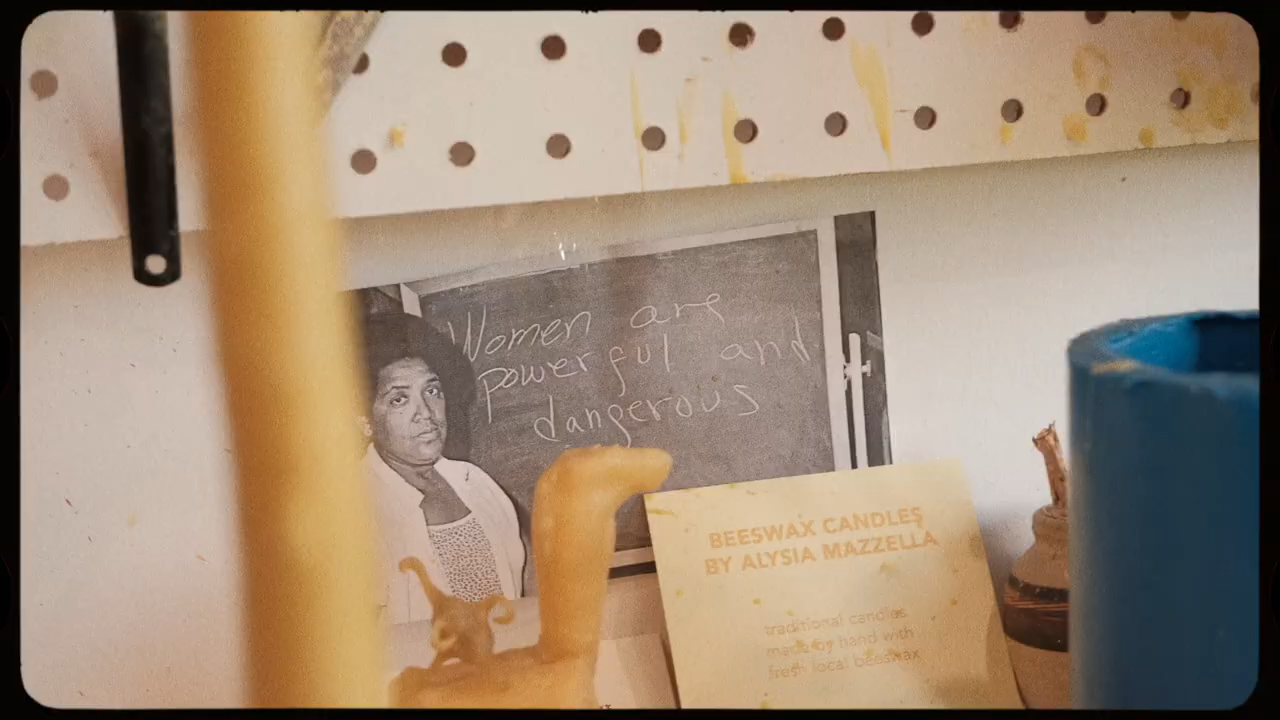 Women are
powerful and
dangerous
BEESWAX CANDLES
BY ALYSIA MAZZELLA
traditional candles
made by hand with
fresh local beeswax